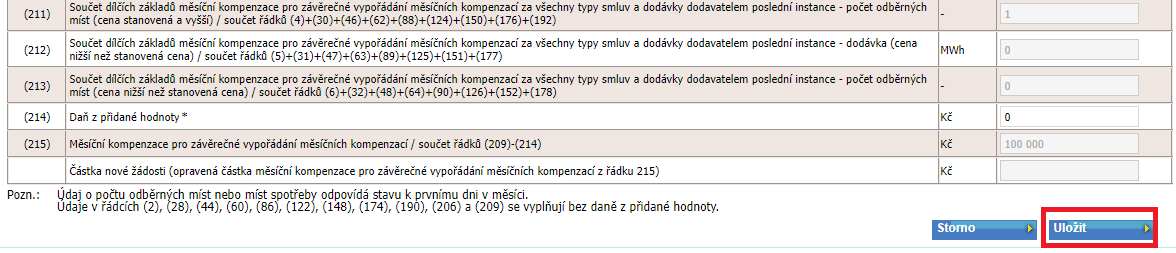 (211) Součet dílčích základů měsíční kompenzace pro závěrečné vypořádání měsíčních kompenzací za všechny typy smluv a dodávky dodavatelem poslední instance - počet odběrných
míst (cena stanovená a vyšší) / součet řádků (4)+(30)+(46)+(62)+(88)+(124)+(150)+(176)+(192) - 1
(212) Součet dílčích základů měsíční kompenzace pro závěrečné vypořádání měsíčních kompenzací za všechny typy smluv a dodávky dodavatelem poslední instance - dodávka (cena
nižší než stanovená cena) / součet řádků (5)+(31)+(47)+(63)+(89)+(125)+(151)+(177) MWh 0
(213) Součet dílčích základů měsíční kompenzace pro závěrečné vypořádání měsíčních kompenzací za všechny typy smluv a dodávky dodavatelem poslední instance - počet odběrných
míst (cena nižší než stanovená cena) / součet řádků (6)+(32)+(48)+(64)+(90)+(126)+(152)+(178) - 0
(214) Daň z přidané hodnoty * Kč 0
(215) Měsíční kompenzace pro závěrečné vypořádání měsíčních kompenzací / součet řádků (209)-(214) Kč 100 000
Částka nové žádosti (opravená částka měsíční kompenzace pro závěrečné vypořádání měsíčních kompenzací z řádku 215) Kč
Pozn.: Údaj o počtu odběrných míst nebo míst spotřeby odpovídá stavu k prvnímu dni v měsíci.
Údaje v řádcích (2), (28), (44), (60), (86), (122), (148), (174), (190), (206) a (209) se vyplňují bez daně z přidané hodnoty.
Storno Uložit